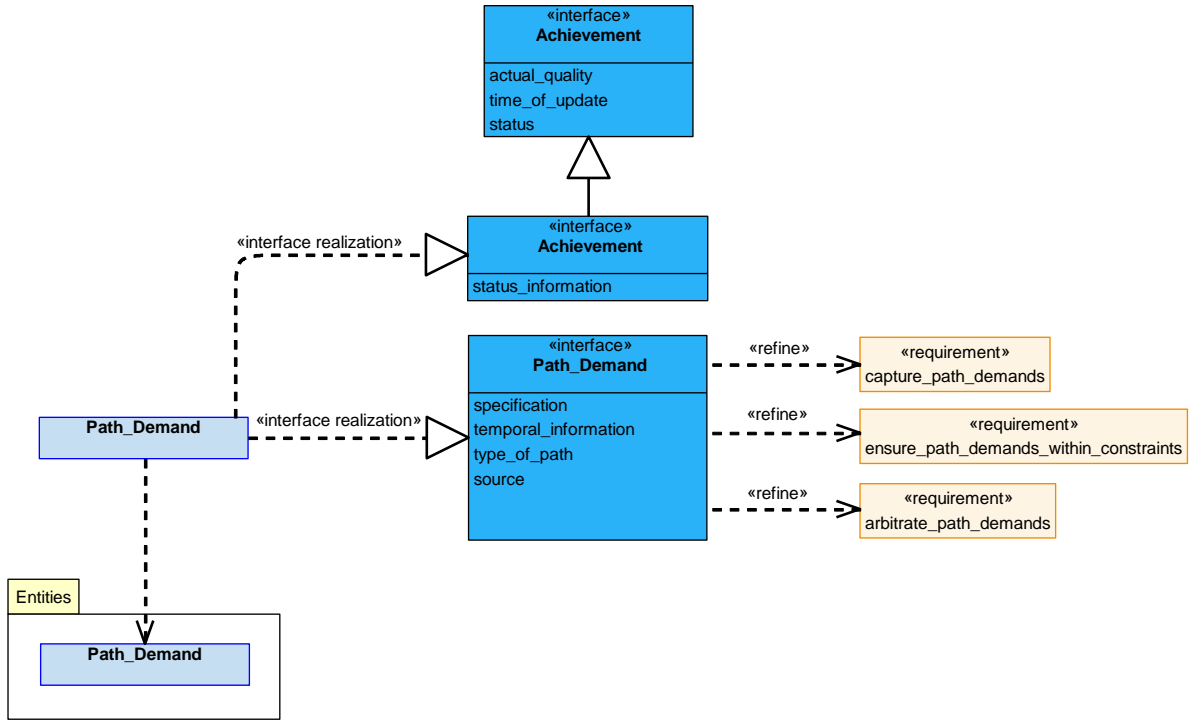 «interface»
Achievement
actual_quality
time_of_update
status
«interface»
Achievement
status_information
«interface realization»
«interface»
Path_Demand
specification
temporal_information
type_of_path
source
«refine»
«requirement»
capture_path_demands
«refine»
«requirement»
ensure_path_demands_within_constraints
«refine»
«requirement»
arbitrate_path_demands
«interface realization»
Path_Demand
Entities
Path_Demand